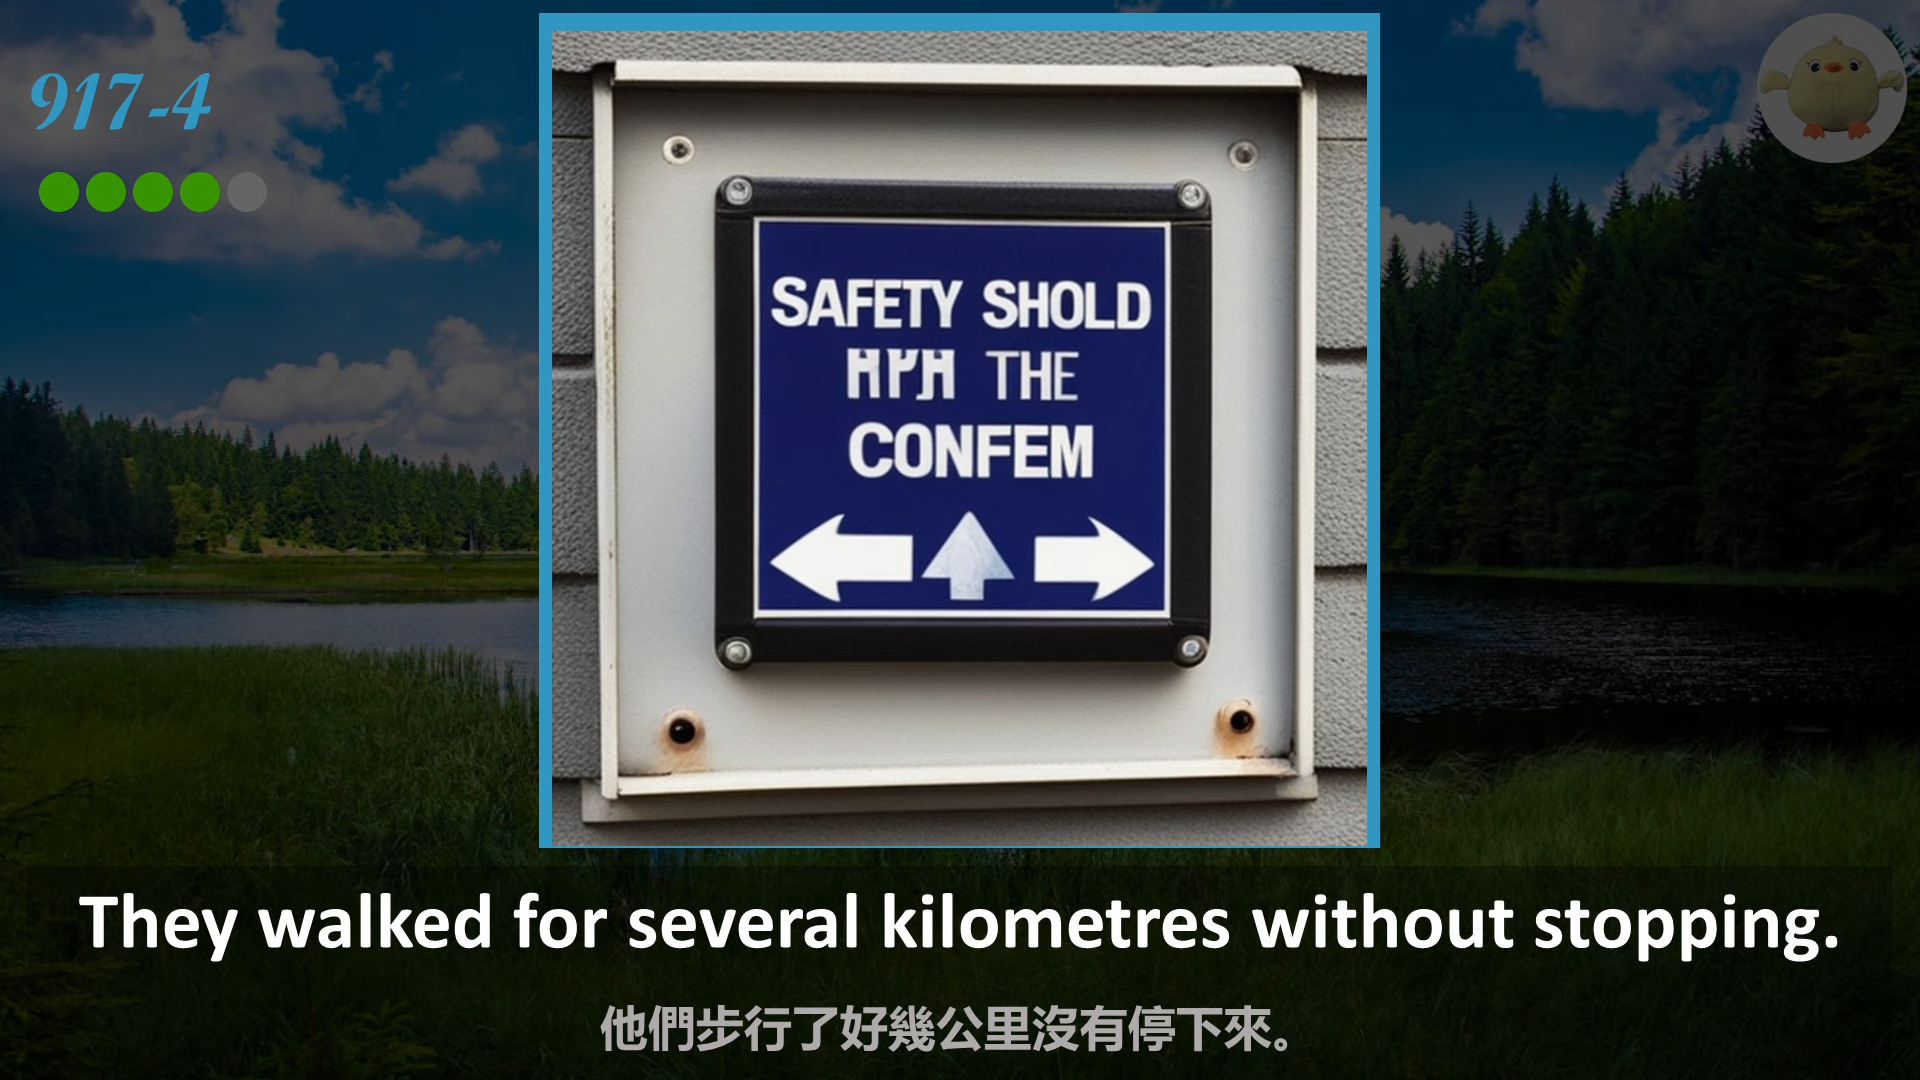 917-4
SAFETY SHOLD
THE
CONFEM
They walked for several kilometres without stopping.
他們步行了好幾公里沒有停下來。